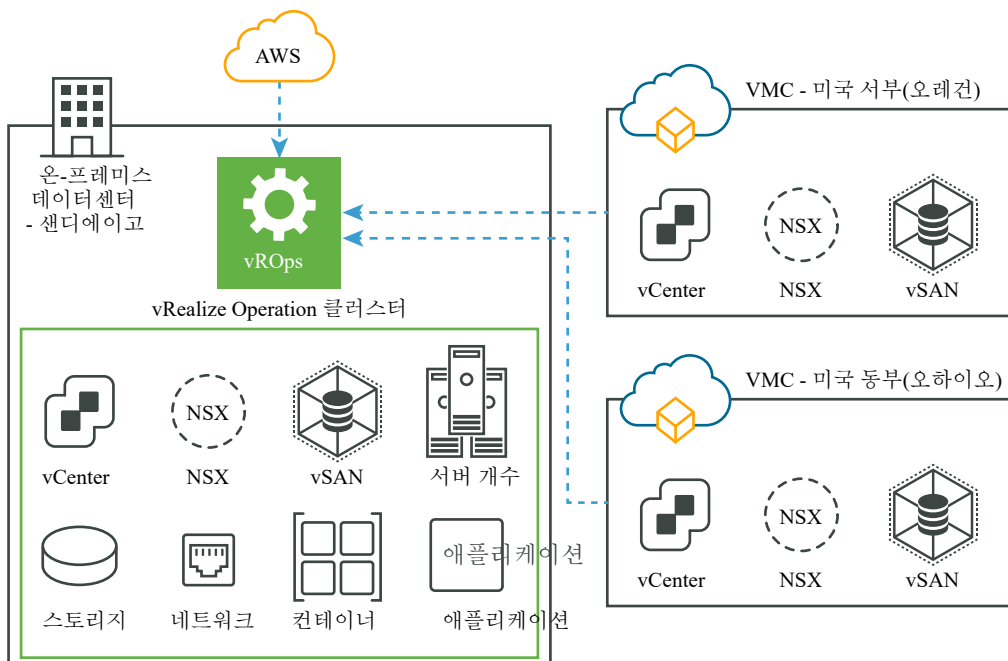 AWS
온-프레미스
데이터센터
- 샌디에이고
vROps
vRealize Operation 클러스터
NSX
vCenter
NSX
vSAN
서버 개수
애플리케이션
스토리지
네트워크
컨테이너
애플리케이션
VMC - 미국 서부(오레건)
NSX
vCenter
NSX
vSAN
VMC - 미국 동부(오하이오)
NSX
vCenter
NSX
vSAN